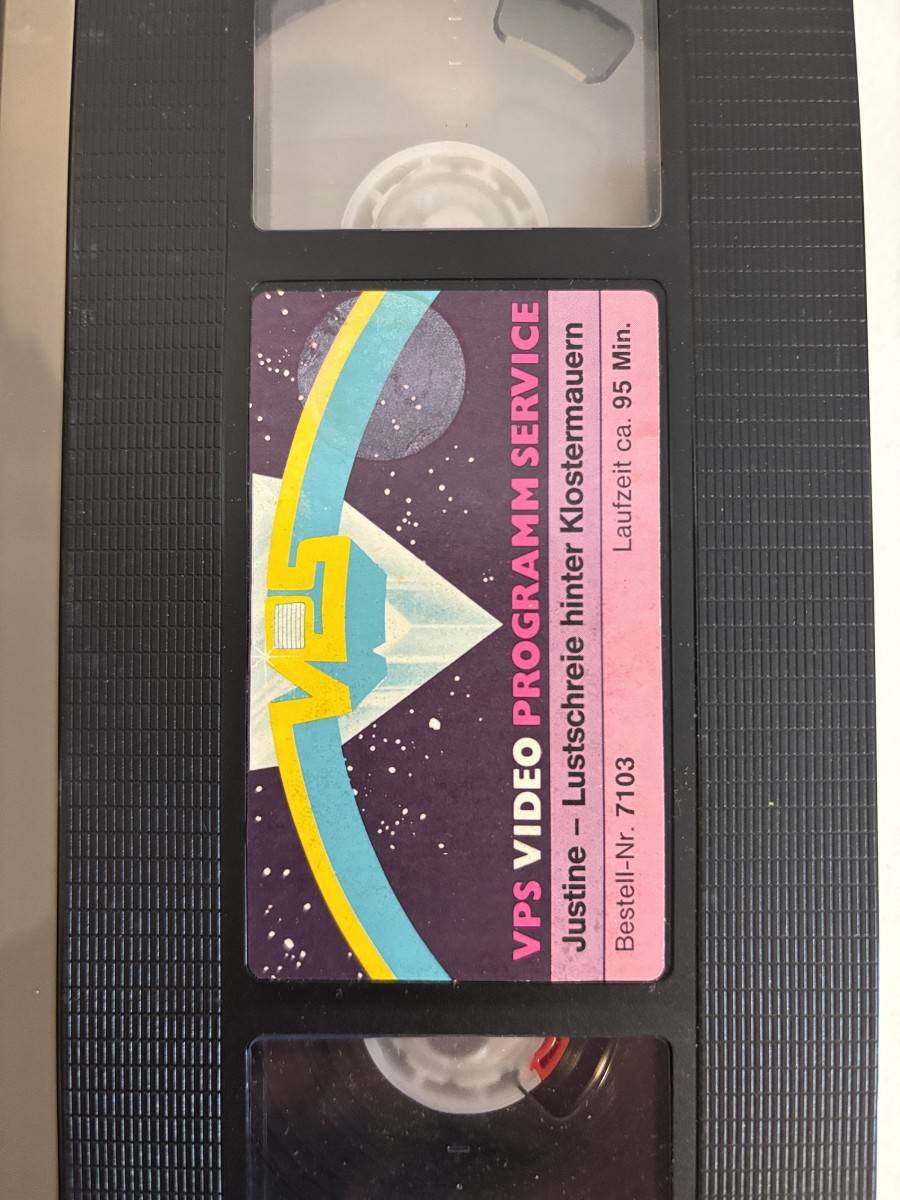 VPS
VPS VIDEO PROGRAMM SERVICE
Justine – Lustschreie hinter Klostermauern
Bestell-Nr. 7103 Laufzeit ca. 95 Min.